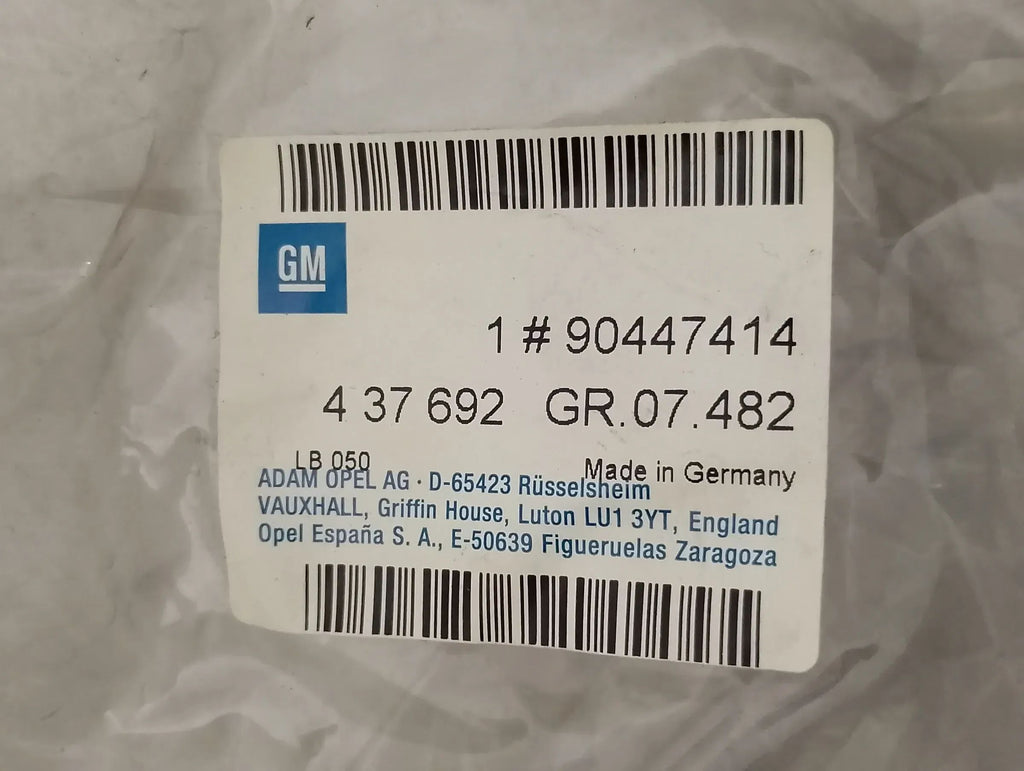 GM
1 # 90447414
4 37 692 GR.07.482
LB 050 Made in Germany
ADAM OPEL AG · D-65423 Rüsselsheim
VAUXHALL, Griffin House, Luton LU1 3YT, England
Opel España S. A., E-50639 Figueruelas Zaragoza